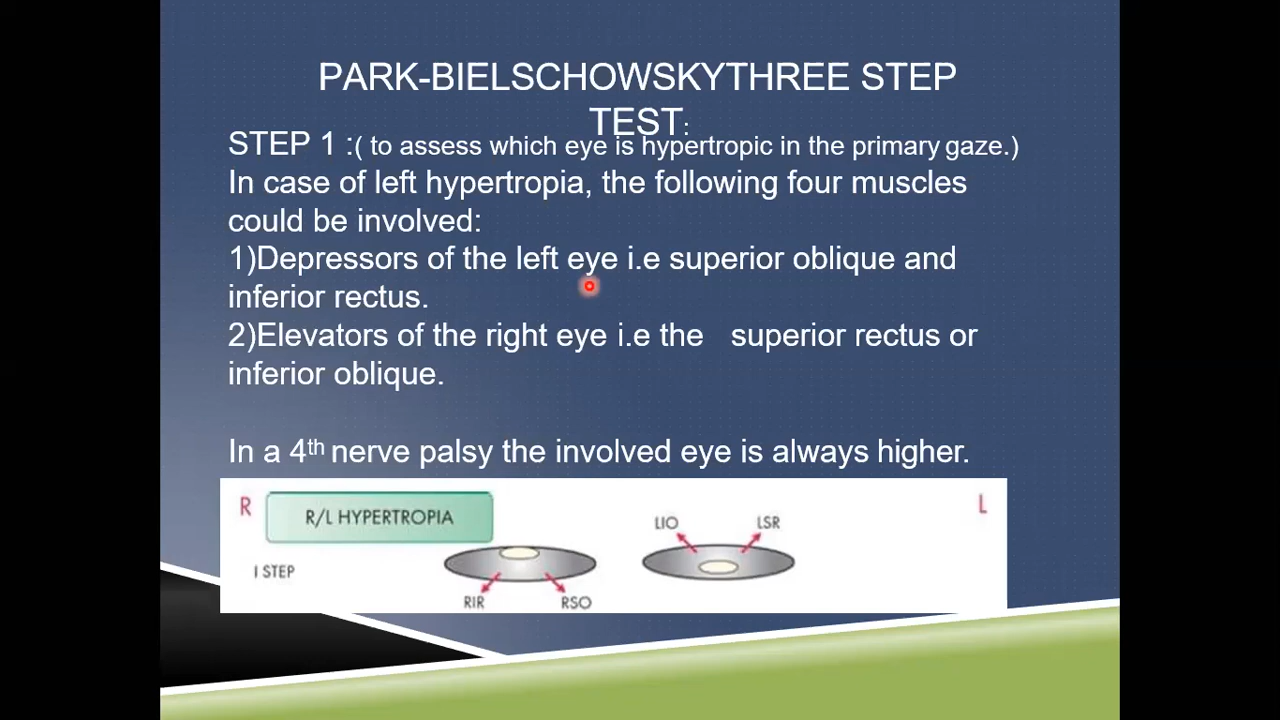 PARK-BIELSCHOWSKYTHREE STEP
TEST:
STEP 1 :( to assess which eye is hypertropic in the primary gaze.)
In case of left hypertropia, the following four muscles
could be involved:
1)Depressors of the left eye i.e superior oblique and
inferior rectus.
2)Elevators of the right eye i.e the superior rectus or
inferior oblique.
In a 4th nerve palsy the involved eye is always higher.
R L
R/L HYPERTROPIA
LIO LSR
I STEP
RIR RSO